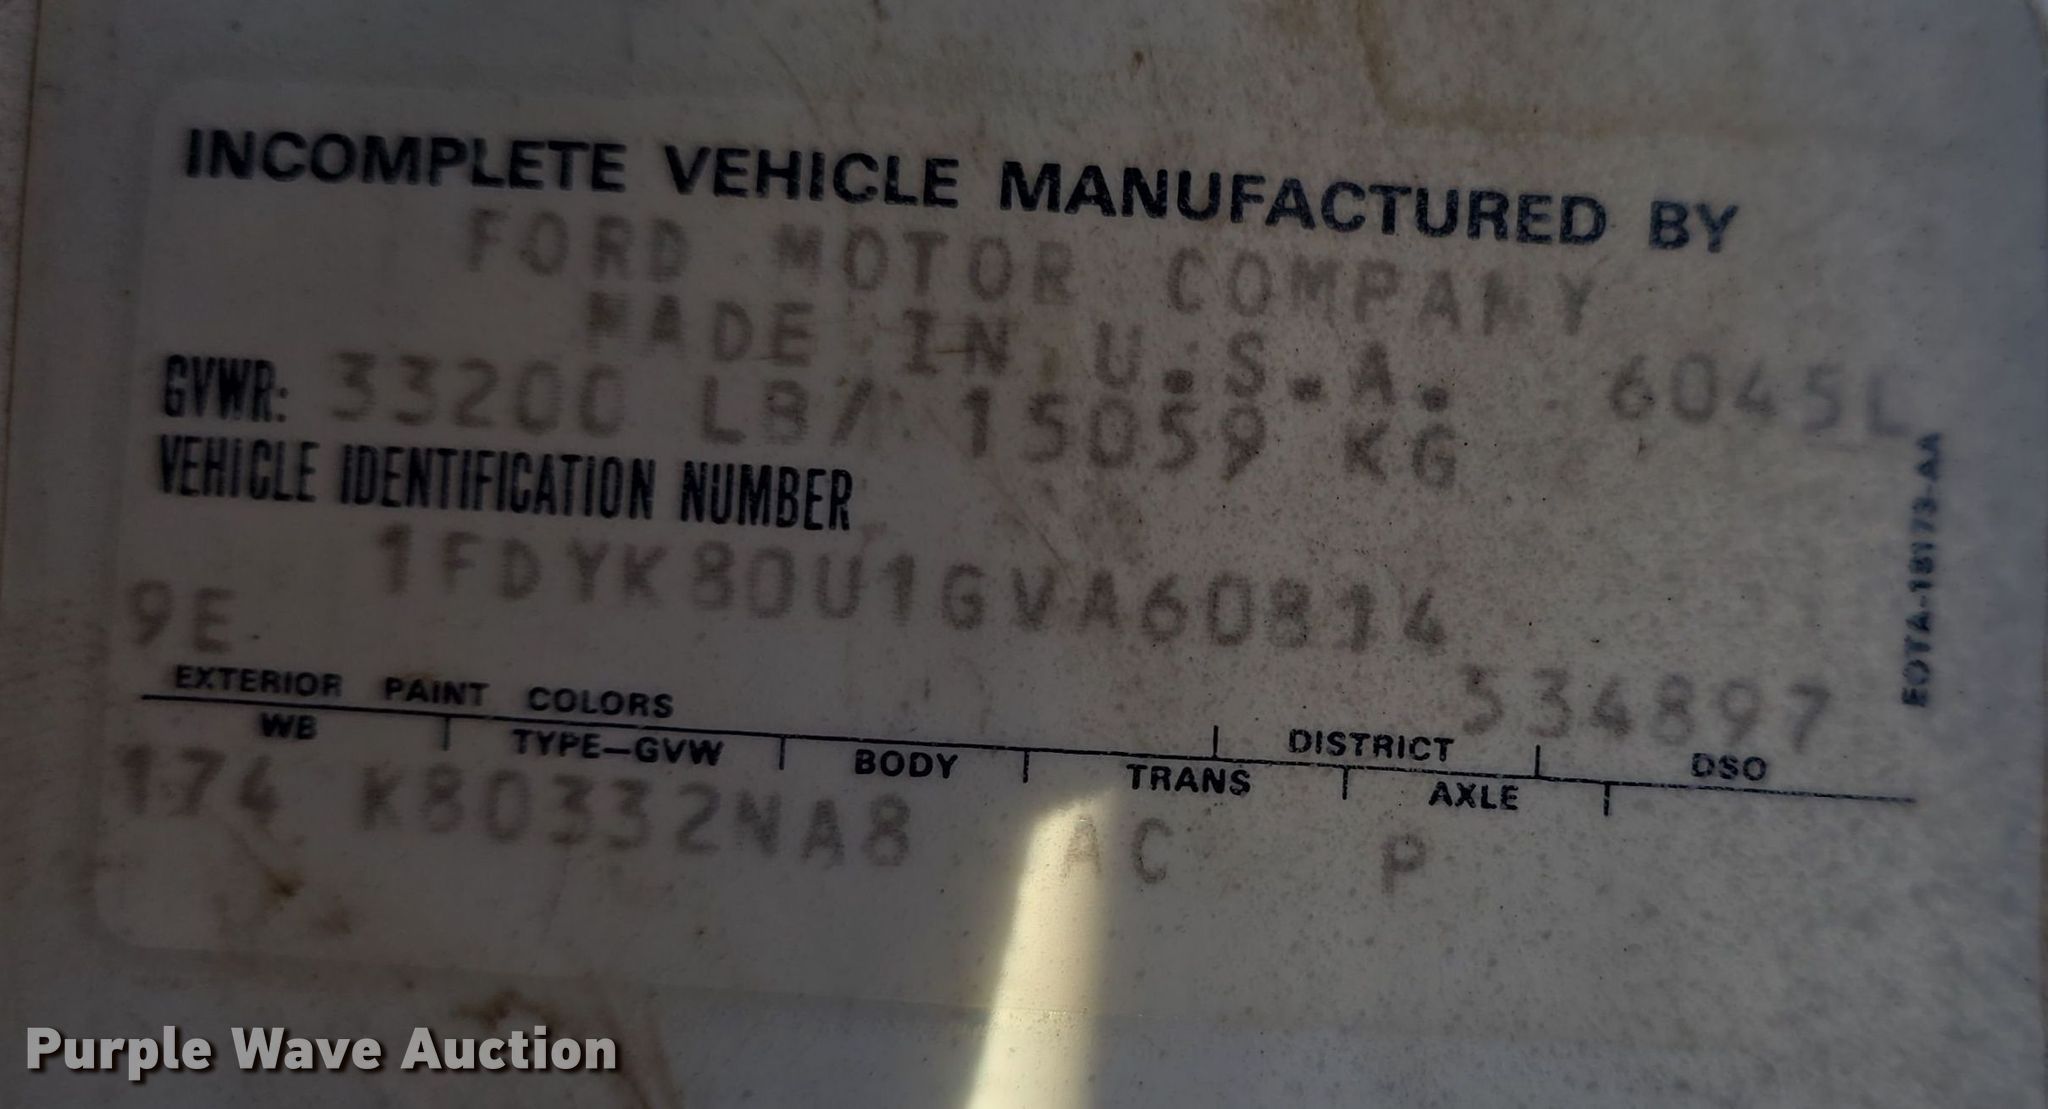 INCOMPLETE VEHICLE MANUFACTURED BY
FORD MOTOR COMPANY
MADE IN U.S.A. 6045L
GVWR: 33200 LB/ 15059 KG
VEHICLE IDENTIFICATION NUMBER
1FDYK80U1GVA60814
9E
534897
EXTERIOR PAINT COLORS DISTRICT DSO
WB TYPE-GVW BODY TRANS AXLE
174 K80332NA8 AC P
EOTA-18173-AA
Purple Wave Auction